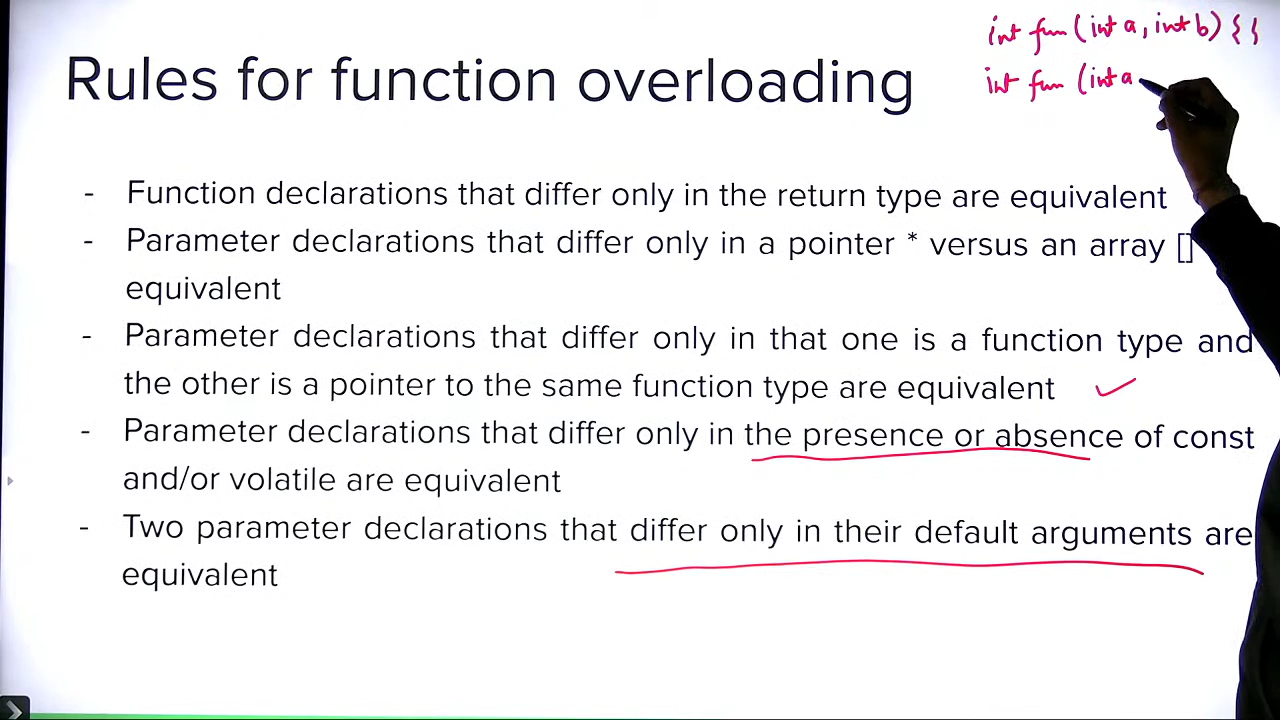 int fun (int a, int b) { }
Rules for function overloading
int fun (int a
- Function declarations that differ only in the return type are equivalent
- Parameter declarations that differ only in a pointer * versus an array []
equivalent
- Parameter declarations that differ only in that one is a function type and
the other is a pointer to the same function type are equivalent
- Parameter declarations that differ only in the presence or absence of const
and/or volatile are equivalent
- Two parameter declarations that differ only in their default arguments are
equivalent